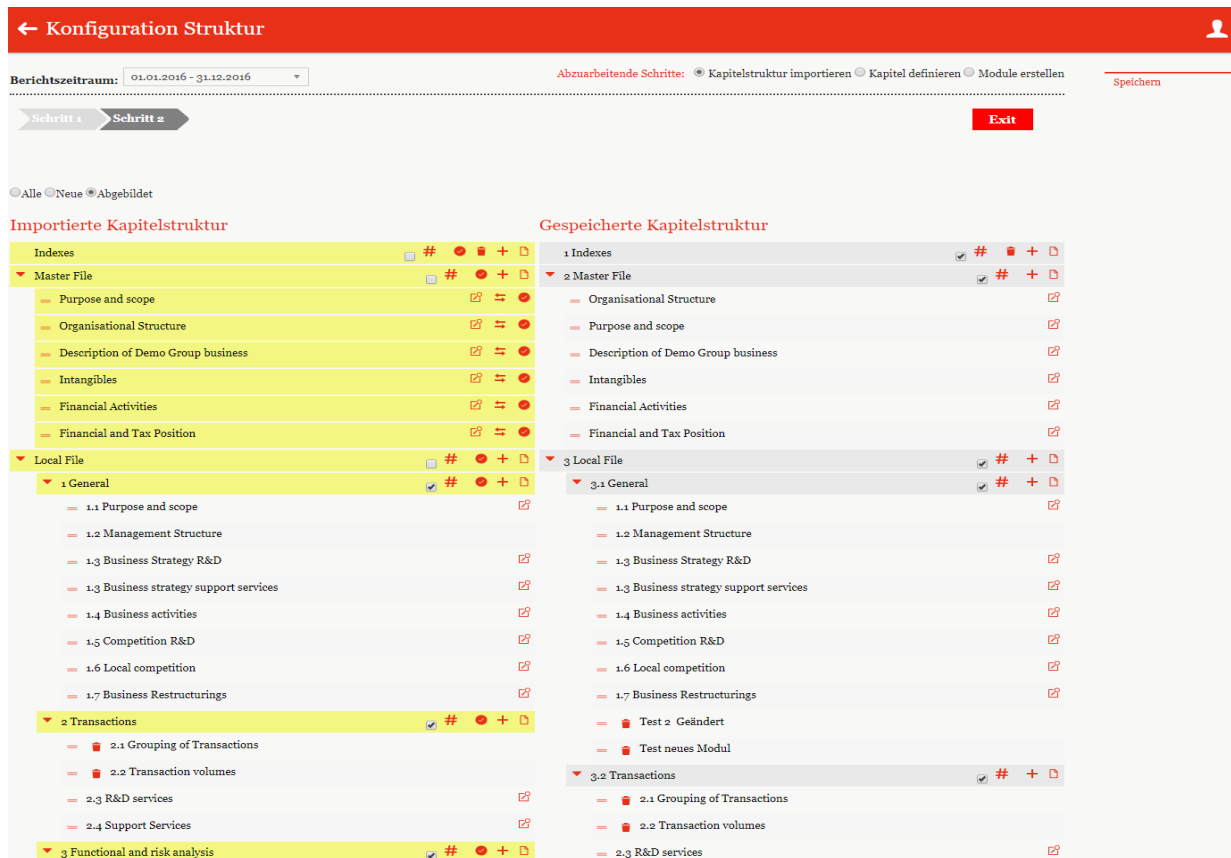 Konfiguration Struktur
Berichtszeitraum: 01.01.2016 - 31.12.2016
Abzuarbeitende Schritte: Kapitelstruktur importieren Kapitel definieren Module erstellen
Speichern
Schritt 1 Schritt 2
Exit
Alle Neue Abgebildet
Importierte Kapitelstruktur
Indexes #
Master File #
Purpose and scope
Organisational Structure
Description of Demo Group business
Intangibles
Financial Activities
Financial and Tax Position
Local File #
1 General #
1.1 Purpose and scope
1.2 Management Structure
1.3 Business Strategy R&D
1.3 Business strategy support services
1.4 Business activities
1.5 Competition R&D
1.6 Local competition
1.7 Business Restructurings
2 Transactions #
2.1 Grouping of Transactions
2.2 Transaction volumes
2.3 R&D services
2.4 Support Services
3 Functional and risk analysis #
Gespeicherte Kapitelstruktur
1 Indexes #
2 Master File #
Organisational Structure
Purpose and scope
Description of Demo Group business
Intangibles
Financial Activities
Financial and Tax Position
3 Local File #
3.1 General #
1.1 Purpose and scope
1.2 Management Structure
1.3 Business Strategy R&D
1.3 Business strategy support services
1.4 Business activities
1.5 Competition R&D
1.6 Local competition
1.7 Business Restructurings
Test 2 Geändert
Test neues Modul
3.2 Transactions #
2.1 Grouping of Transactions
2.2 Transaction volumes
2.3 R&D services